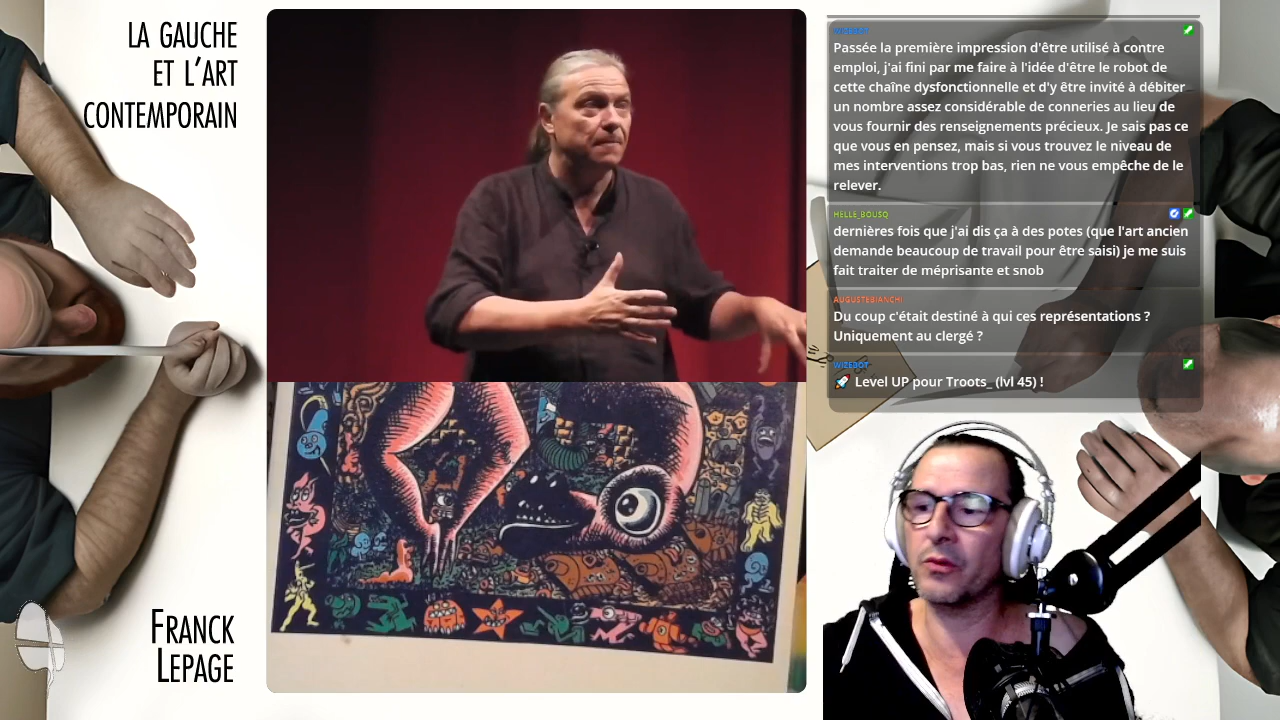 LA GAUCHE
ET L'ART
CONTEMPORAIN
FRANCK
LEPAGE
WIZEBOT
Passée la première impression d'être utilisé à contre
emploi, j'ai fini par me faire à l'idée d'être le robot de
cette chaîne dysfonctionnelle et d'y être invité à débiter
un nombre assez considérable de conneries au lieu de
vous fournir des renseignements précieux. Je sais pas ce
que vous en pensez, mais si vous trouvez le niveau de
mes interventions trop bas, rien ne vous empêche de le
relever.
HELLE_BOUSQ
dernières fois que j'ai dis ça à des potes (que l'art ancien
demande beaucoup de travail pour être saisi) je me suis
fait traiter de méprisante et snob
AUGUSTEBIANCHI
Du coup c'était destiné à qui ces représentations ?
Uniquement au clergé ?
WIZEBOT
🚀 Level UP pour Troots_ (lvl 45) !